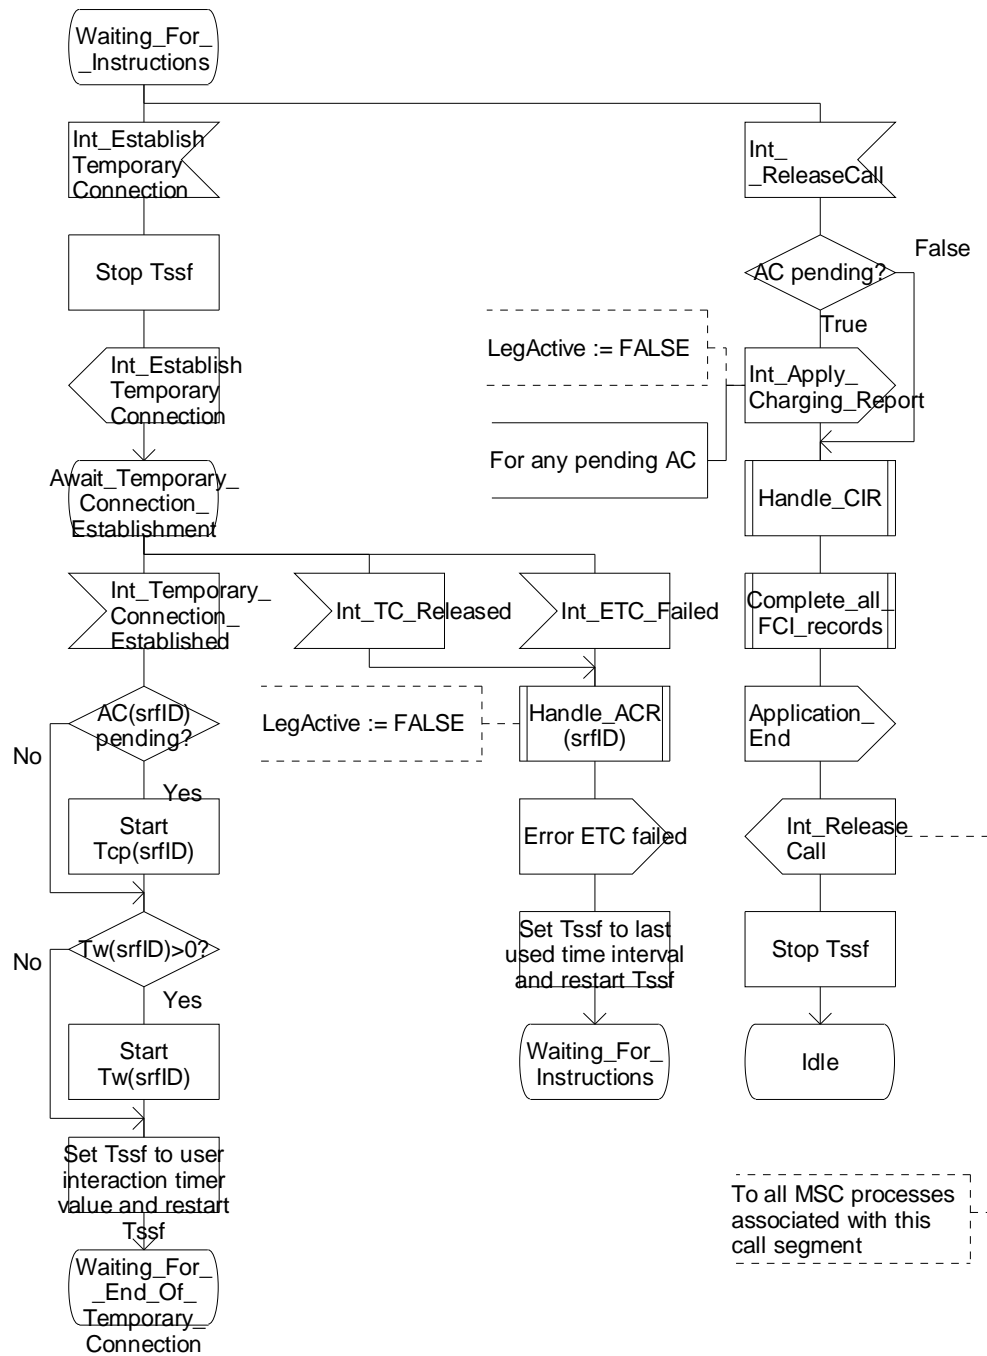 Waiting_For_
_Instructions
Int_Establish
Temporary
Connection
Stop Tssf
Int_Establish
Temporary
Connection
Await_Temporary_
Connection_
Establishment
Int_Temporary_
Connection_
Established
AC(srfID)
pending?
No
Yes
Start
Tcp(srfID)
Tw(srfID)>0?
No
Yes
Start
Tw(srfID)
Set Tssf to user
interaction timer
value and restart
Tssf
Waiting_For_
_End_Of_
Temporary_
Connection
Int_TC_Released
Int_ETC_Failed
LegActive := FALSE
Handle_ACR
(srfID)
Error ETC failed
Set Tssf to last
used time interval
and restart Tssf
Waiting_For_
Instructions
Int_
_ReleaseCall
AC pending?
False
True
LegActive := FALSE
Int_Apply_
Charging_Report
For any pending AC
Handle_CIR
Complete_all_
FCI_records
Application_
End
Int_Release
Call
Stop Tssf
Idle
To all MSC processes
associated with this
call segment